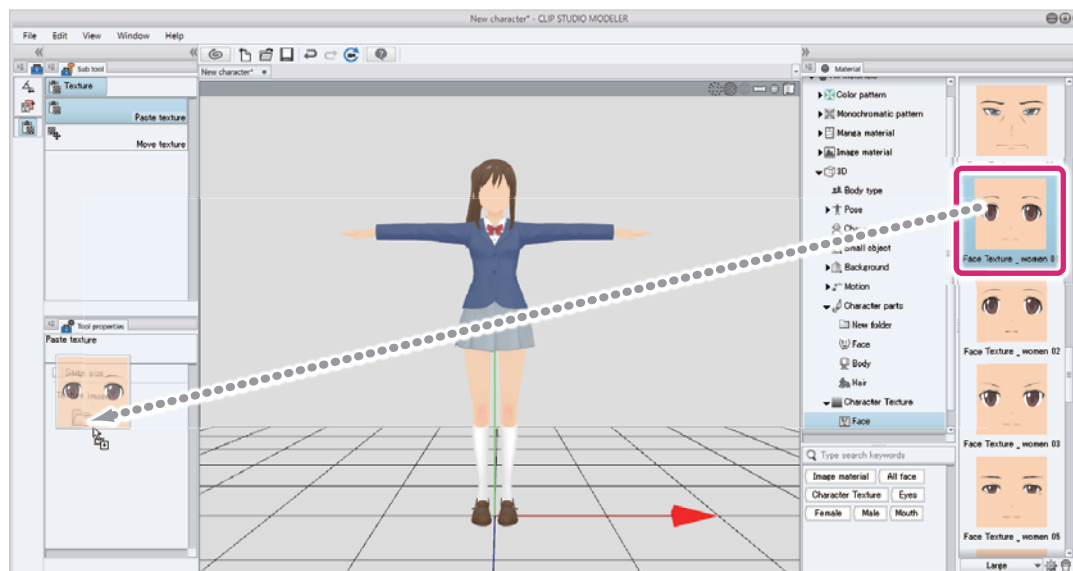 New character* - CLIP STUDIO MODELER
File Edit View Window Help
Sub tool
Texture
Paste texture
Move texture
Tool properties
Paste texture
New character*
Material
Color pattern
Monochromatic pattern
Manga material
Image material
3D
Body type
Pose
Small object
Background
Motion
Character parts
New folder
Face
Body
Hair
Character Texture
Face
Type search keywords
Image material All face
Character Texture Eyes
Female Male Mouth
Face Texture _ women 01
Face Texture _ women 02
Face Texture _ women 03
Face Texture _ women 05
Large